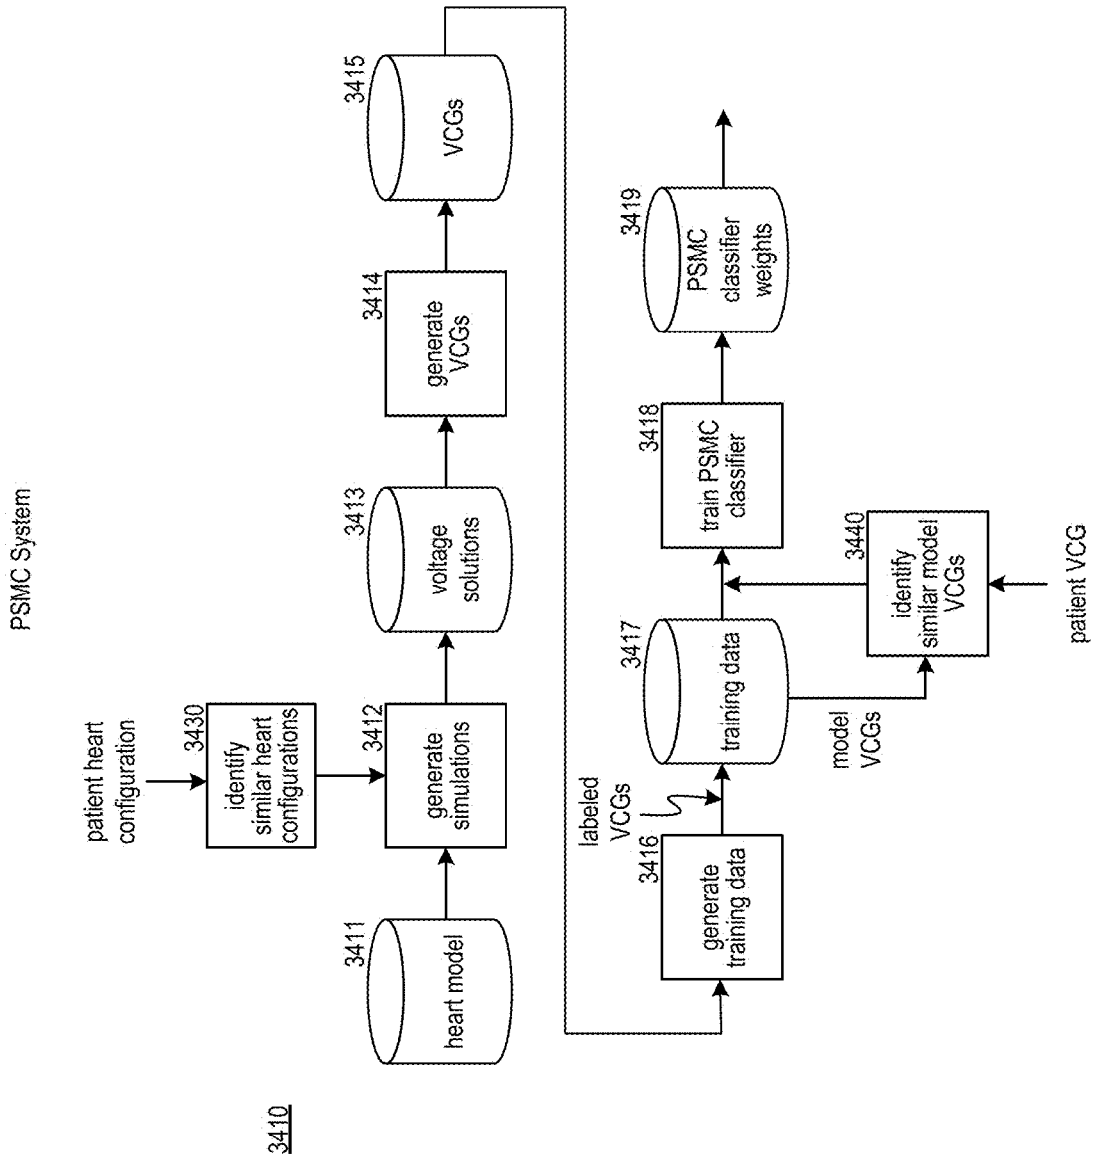 PSMC System
3410
patient heart
configuration
3430
identify
similar heart
configurations
3411
heart model
3412
generate
simulations
3413
voltage
solutions
3414
generate
VCGs
3415
VCGs
3416
generate
training data
labeled
VCGs
3417
training data
model
VCGs
3440
identify
similar model
VCGs
patient VCG
3418
train PSMC
classifier
3419
PSMC
classifier
weights